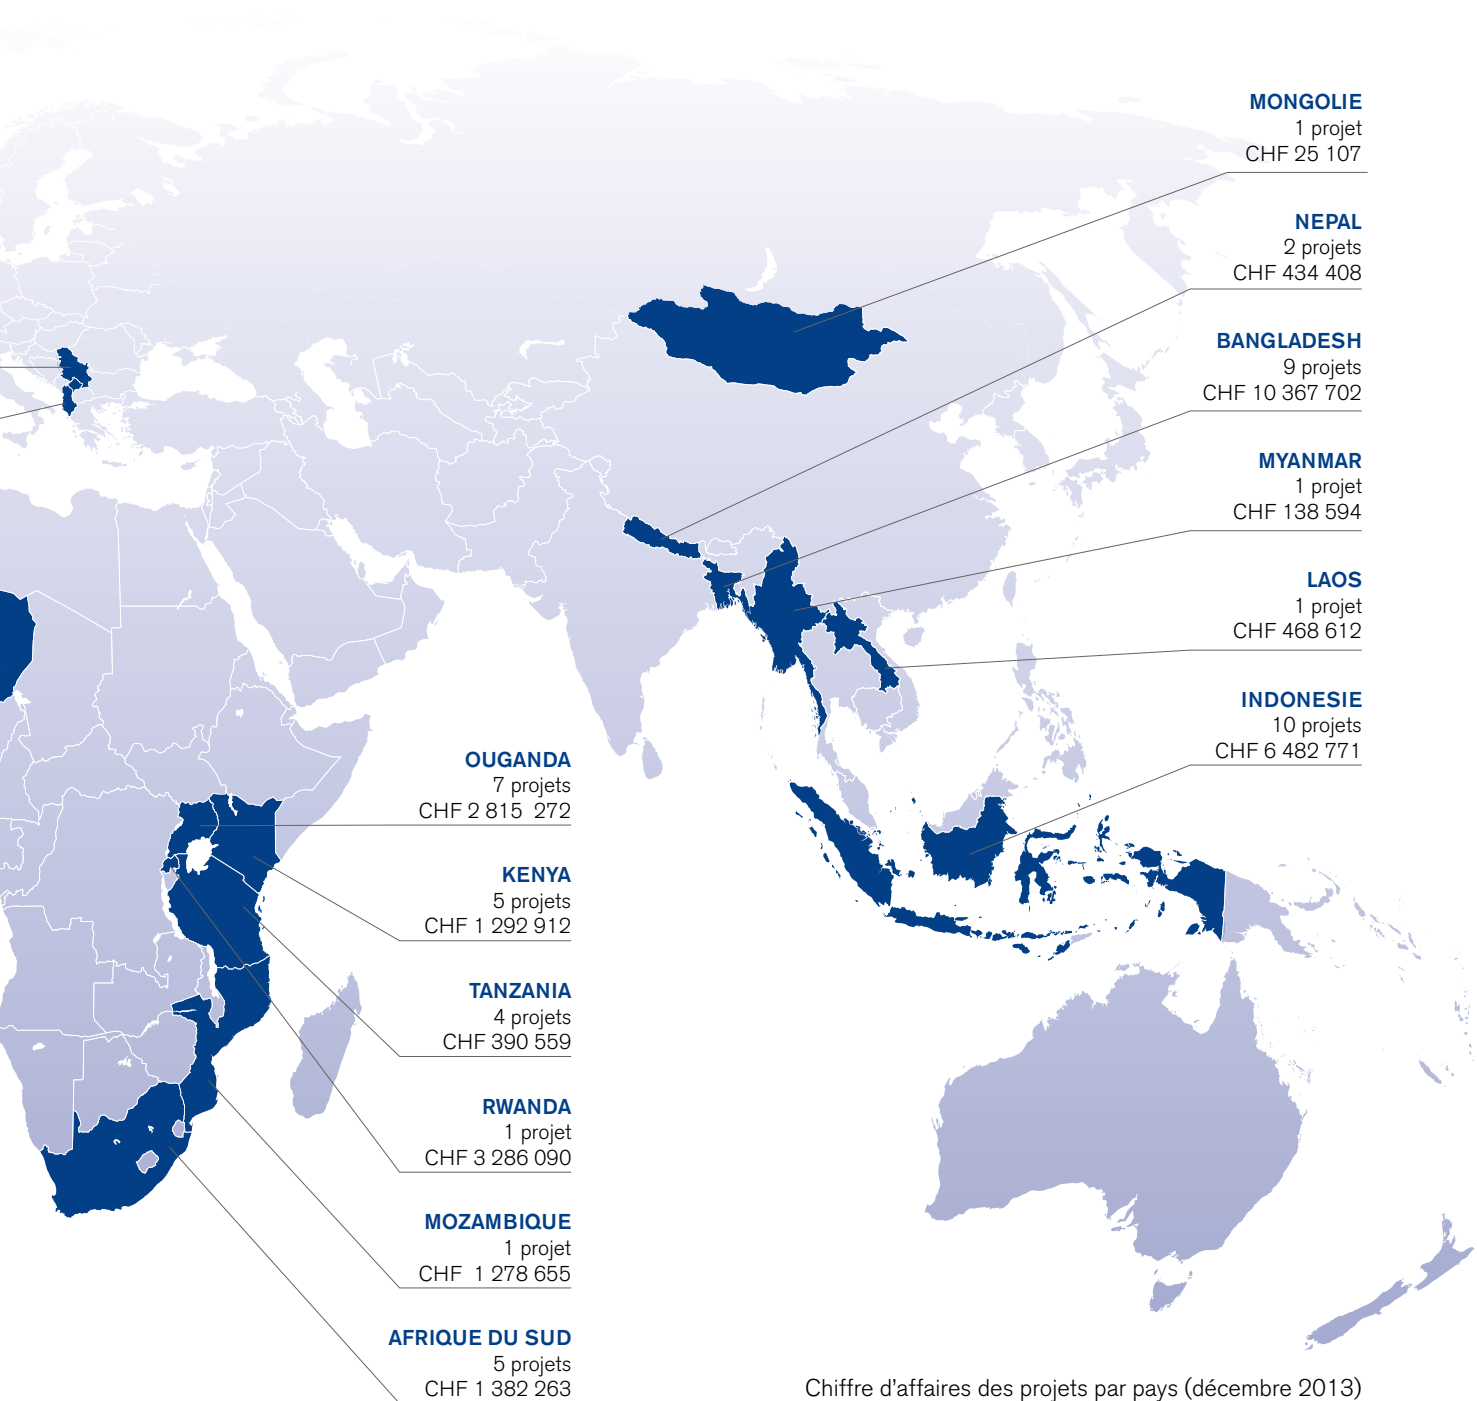 MONGOLIE
1 projet
CHF 25 107
NEPAL
2 projets
CHF 434 408
BANGLADESH
9 projets
CHF 10 367 702
MYANMAR
1 projet
CHF 138 594
LAOS
1 projet
CHF 468 612
INDONESIE
10 projets
CHF 6 482 771
OUGANDA
7 projets
CHF 2 815 272
KENYA
5 projets
CHF 1 292 912
TANZANIA
4 projets
CHF 390 559
RWANDA
1 projet
CHF 3 286 090
MOZAMBIQUE
1 projet
CHF 1 278 655
AFRIQUE DU SUD
5 projets
CHF 1 382 263
Chiffre d'affaires des projets par pays (décembre 2013)